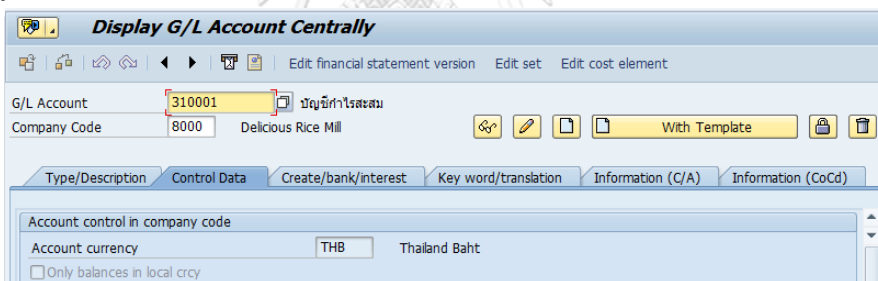 Display G/L Account Centrally
Edit financial statement version Edit set Edit cost element
G/L Account 310001 บัญชีกำไรสะสม
Company Code 8000 Delicious Rice Mill With Template
Type/Description Control Data Create/bank/interest Key word/translation Information (C/A) Information (CoCd)
Account control in company code
Account currency THB Thailand Baht
Only balances in local crcy